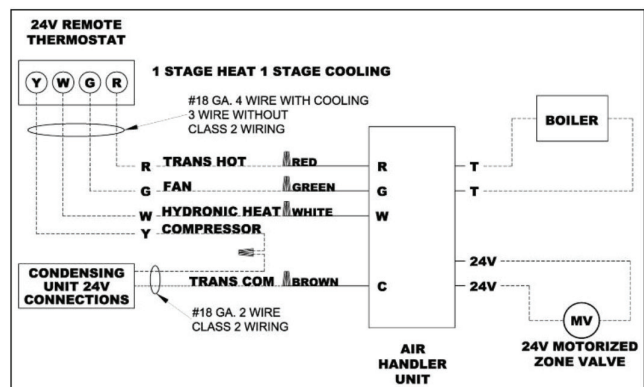 24V REMOTE
THERMOSTAT
Y W G R
1 STAGE HEAT 1 STAGE COOLING
#18 GA. 4 WIRE WITH COOLING
3 WIRE WITHOUT
CLASS 2 WIRING
BOILER
R TRANS HOT RED R T
G FAN GREEN G T
W HYDRONIC HEAT WHITE W
Y COMPRESSOR
24V
CONDENSING
UNIT 24V
CONNECTIONS
TRANS COM BROWN C 24V
#18 GA. 2 WIRE
CLASS 2 WIRING
MV
AIR
HANDLER
UNIT
24V MOTORIZED
ZONE VALVE